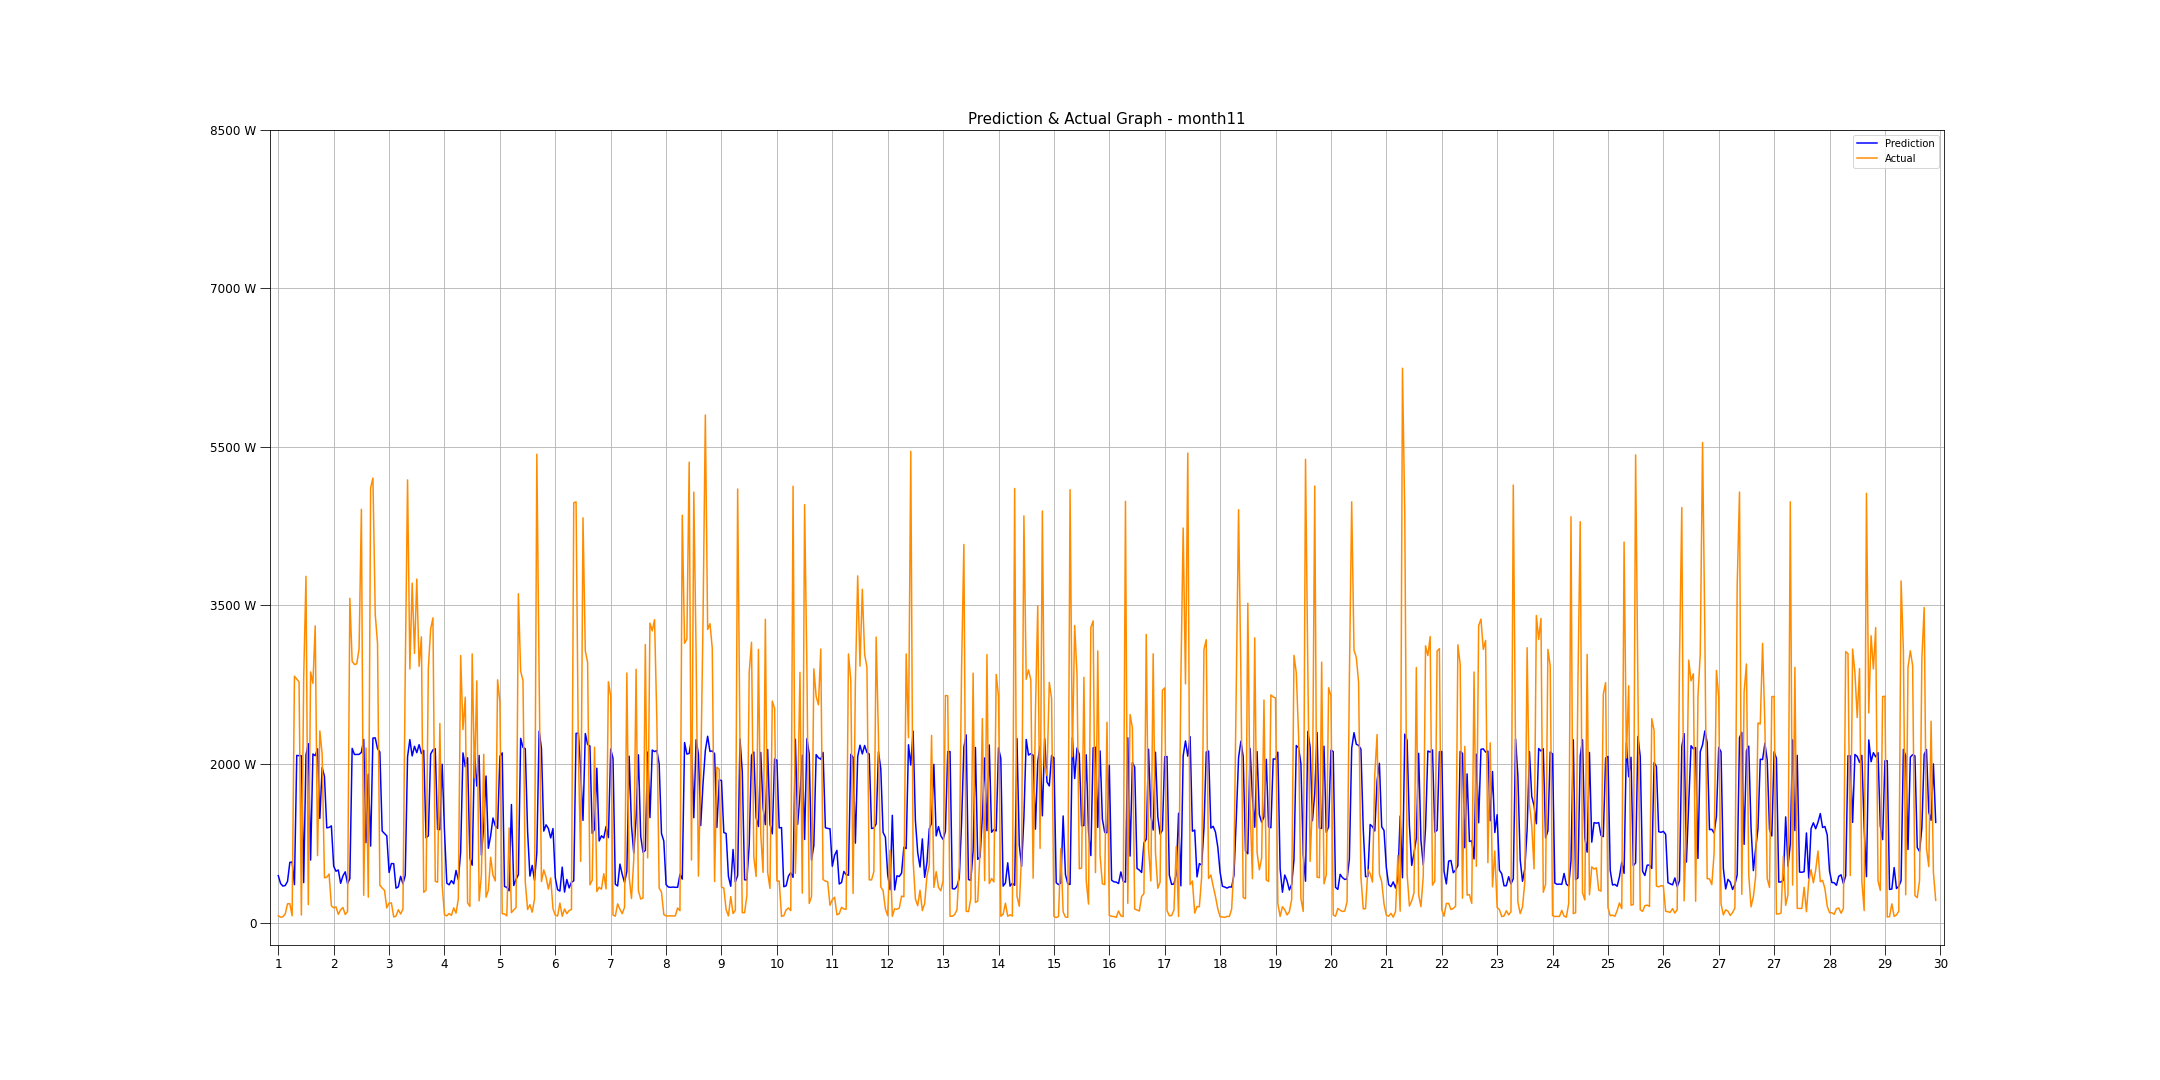 Prediction & Actual Graph - month11
8500 W
7000 W
5500 W
3500 W
2000 W
0
Prediction
Actual
1 2 3 4 5 6 7 8 9 10 11 12 13 14 15 16 17 18 19 20 21 22 23 24 25 26 27 27 28 29 30